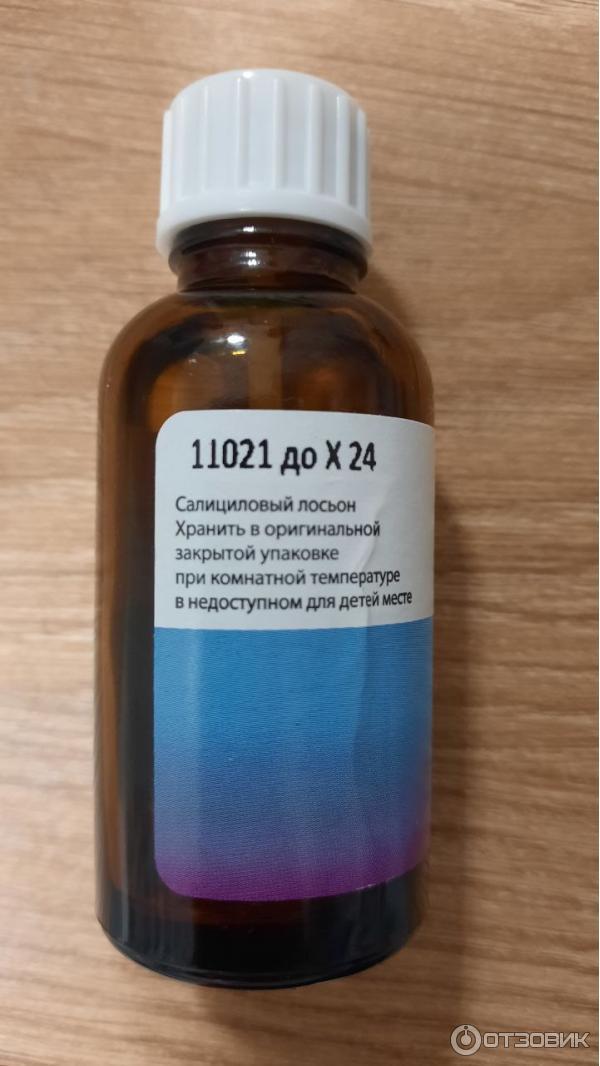 11021 до X 24
Салициловый лосьон
Хранить в оригинальной
закрытой упаковке
при комнатной температуре
в недоступном для детей месте
ОТЗОВИК